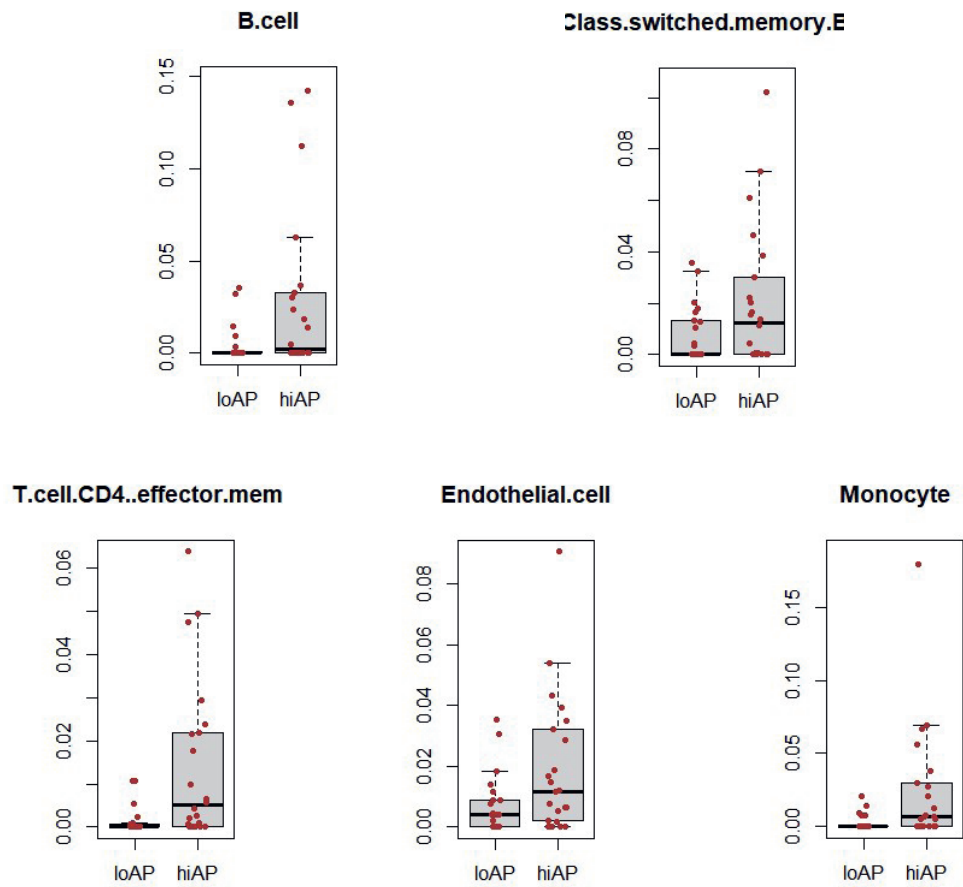 B.cell
Class.switched.memory.B
0.15
0.10
0.05
0.00
loAP hiAP
0.08
0.04
0.00
loAP hiAP
T.cell.CD4..effector.mem
Endothelial.cell
Monocyte
0.06
0.04
0.02
0.00
loAP hiAP
0.08
0.06
0.04
0.02
0.00
loAP hiAP
0.15
0.10
0.05
0.00
loAP hiAP